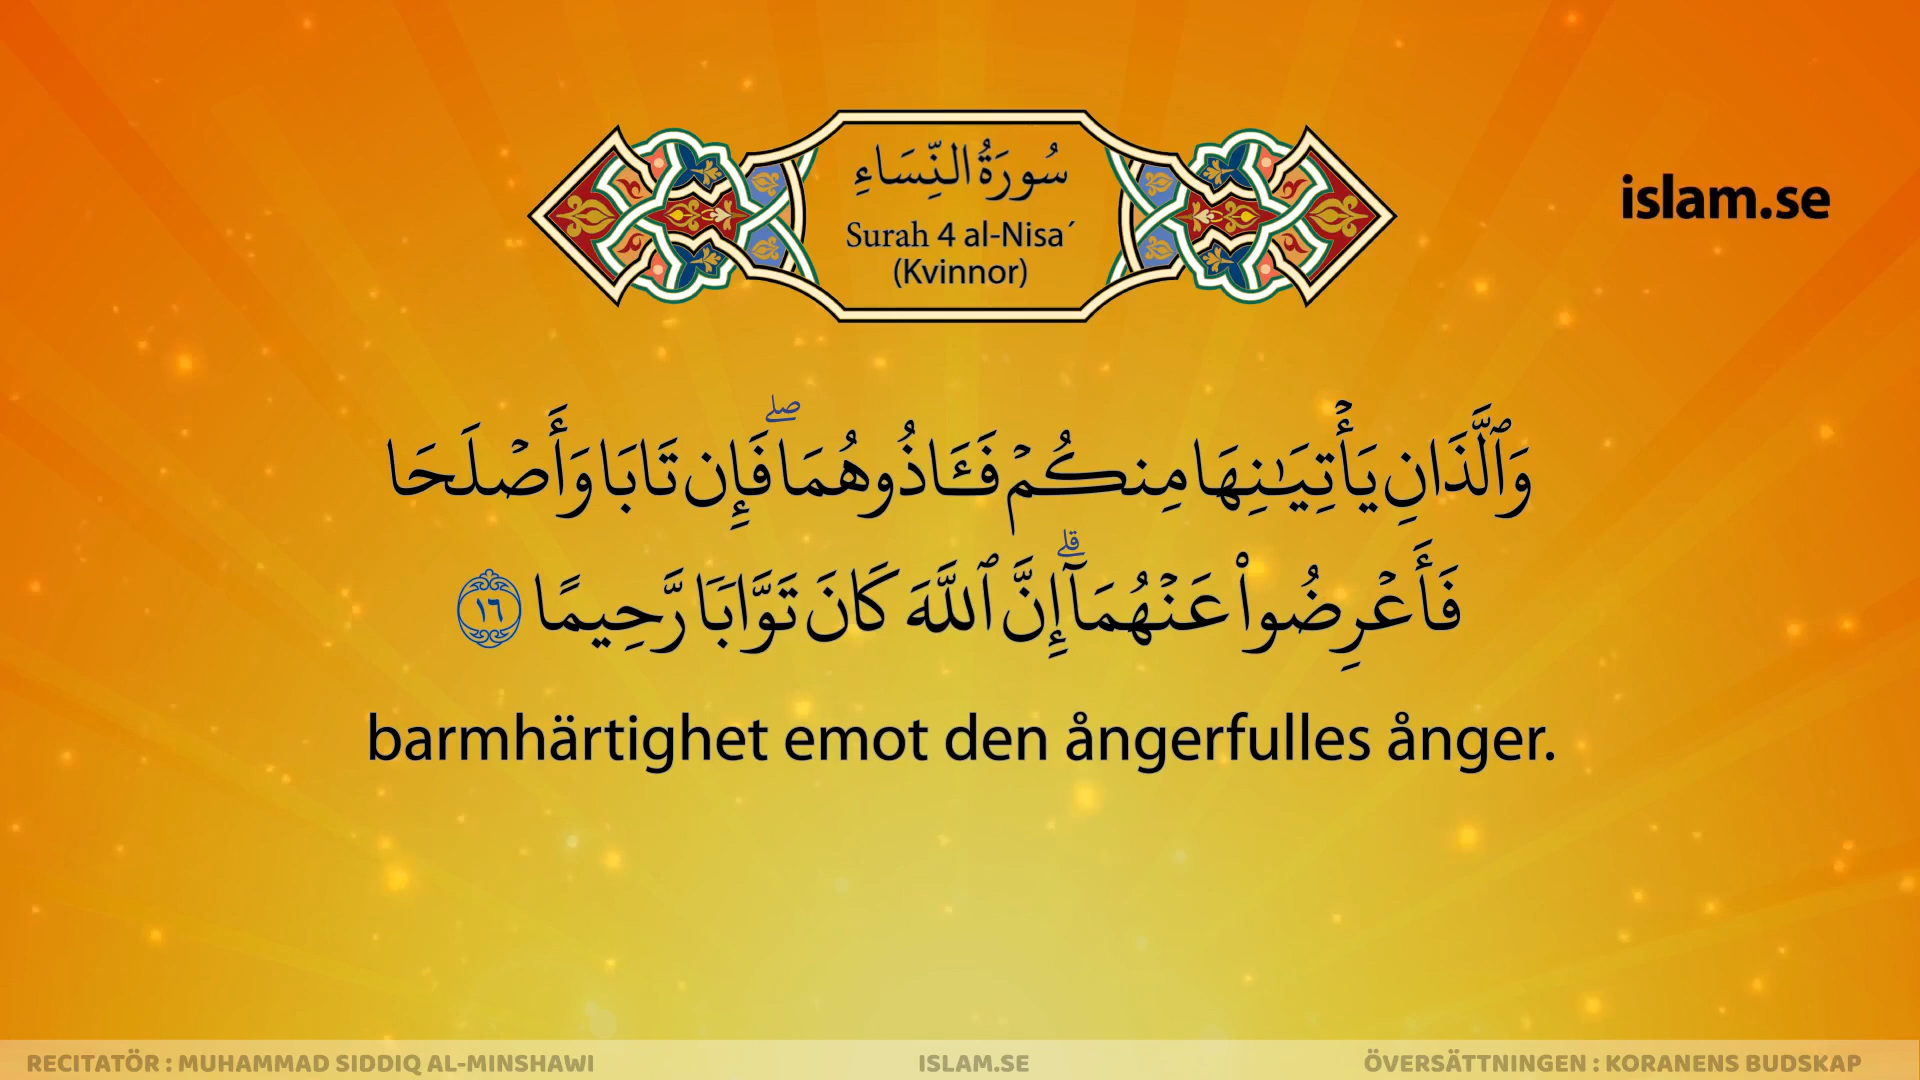 سُورَةُ النِّسَاءِ
Surah 4 al-Nisa´
(Kvinnor)
islam.se
وَٱلَّذَانِ يَأۡتِيَٰنِهَا مِنكُمۡ فَـَٔاذُوهُمَاۖ فَإِن تَابَا وَأَصۡلَحَا
فَأَعۡرِضُواْ عَنۡهُمَآۗ إِنَّ ٱللَّهَ كَانَ تَوَّابَا رَّحِيمًا ١٦
barmhärtighet emot den ångerfulles ånger.
RECITATÖR : MUHAMMAD SIDDIQ AL-MINSHAWI
ISLAM.SE
ÖVERSÄTTNINGEN : KORANENS BUDSKAP